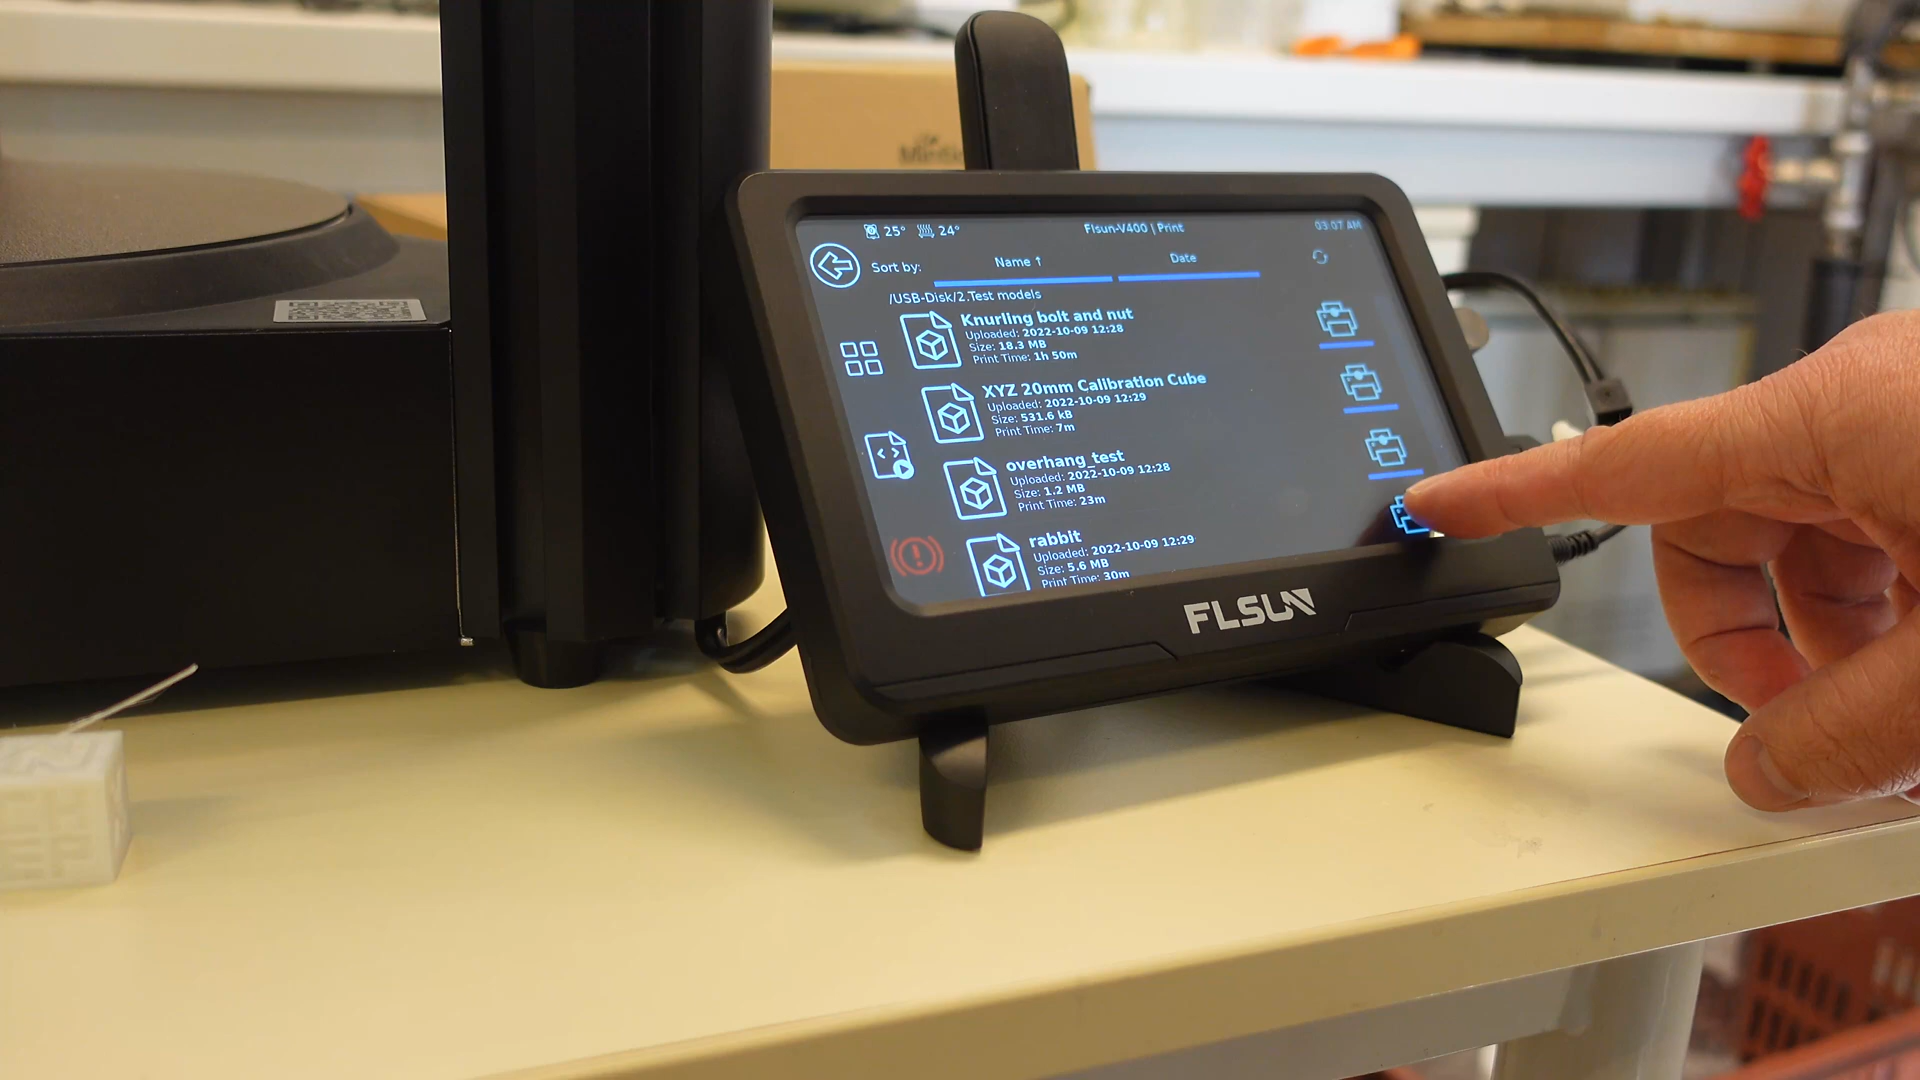 25° 24° Flsun-V400 | Print 03:07 AM
Sort by: Name ↑ Date
/USB-Disk/2.Test models
Knurling bolt and nut
Uploaded: 2022-10-09 12:28
Size: 18.3 MB
Print Time: 1h 50m
XYZ 20mm Calibration Cube
Uploaded: 2022-10-09 12:29
Size: 531.6 kB
Print Time: 7m
overhang_test
Uploaded: 2022-10-09 12:28
Size: 1.2 MB
Print Time: 23m
rabbit
Uploaded: 2022-10-09 12:29
Size: 5.6 MB
Print Time: 30m
FLSUN